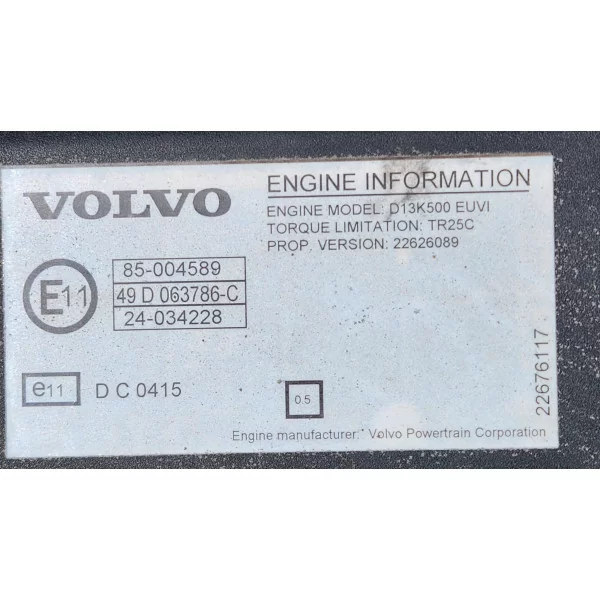 VOLVO
ENGINE INFORMATION
ENGINE MODEL: D13K500 EUVI
TORQUE LIMITATION: TR25C
PROP. VERSION: 22626089
E11
85-004589
49 D 063786-C
24-034228
e11 D C 0415
0.5
22676117
Engine manufacturer: Volvo Powertrain Corporation